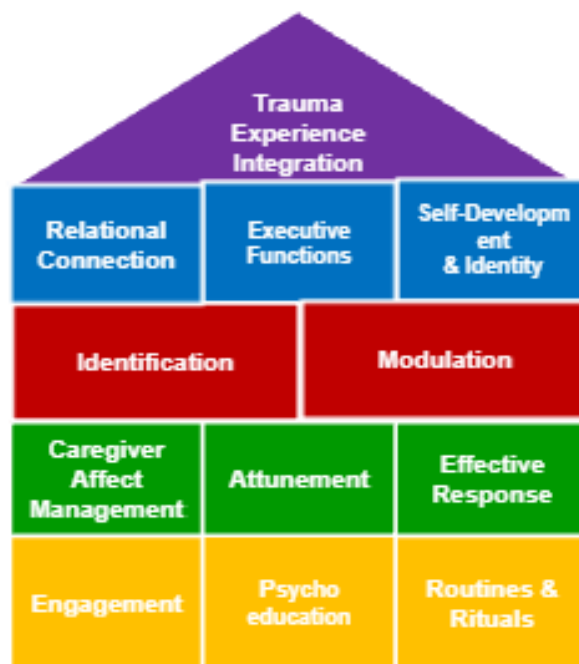 Trauma
Experience
Integration
Relational
Connection
Executive
Functions
Self-Developm
ent
& Identity
Identification
Modulation
Caregiver
Affect
Management
Attunement
Effective
Response
Engagement
Psycho
education
Routines &
Rituals